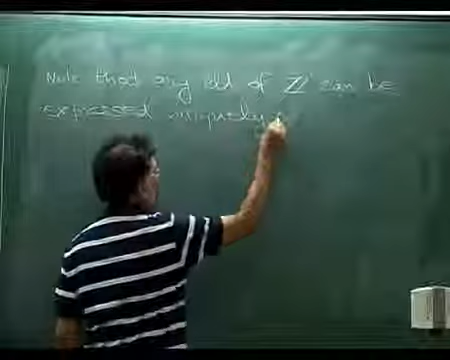 Note that any elt of ℤ' can be
expressed uniquely